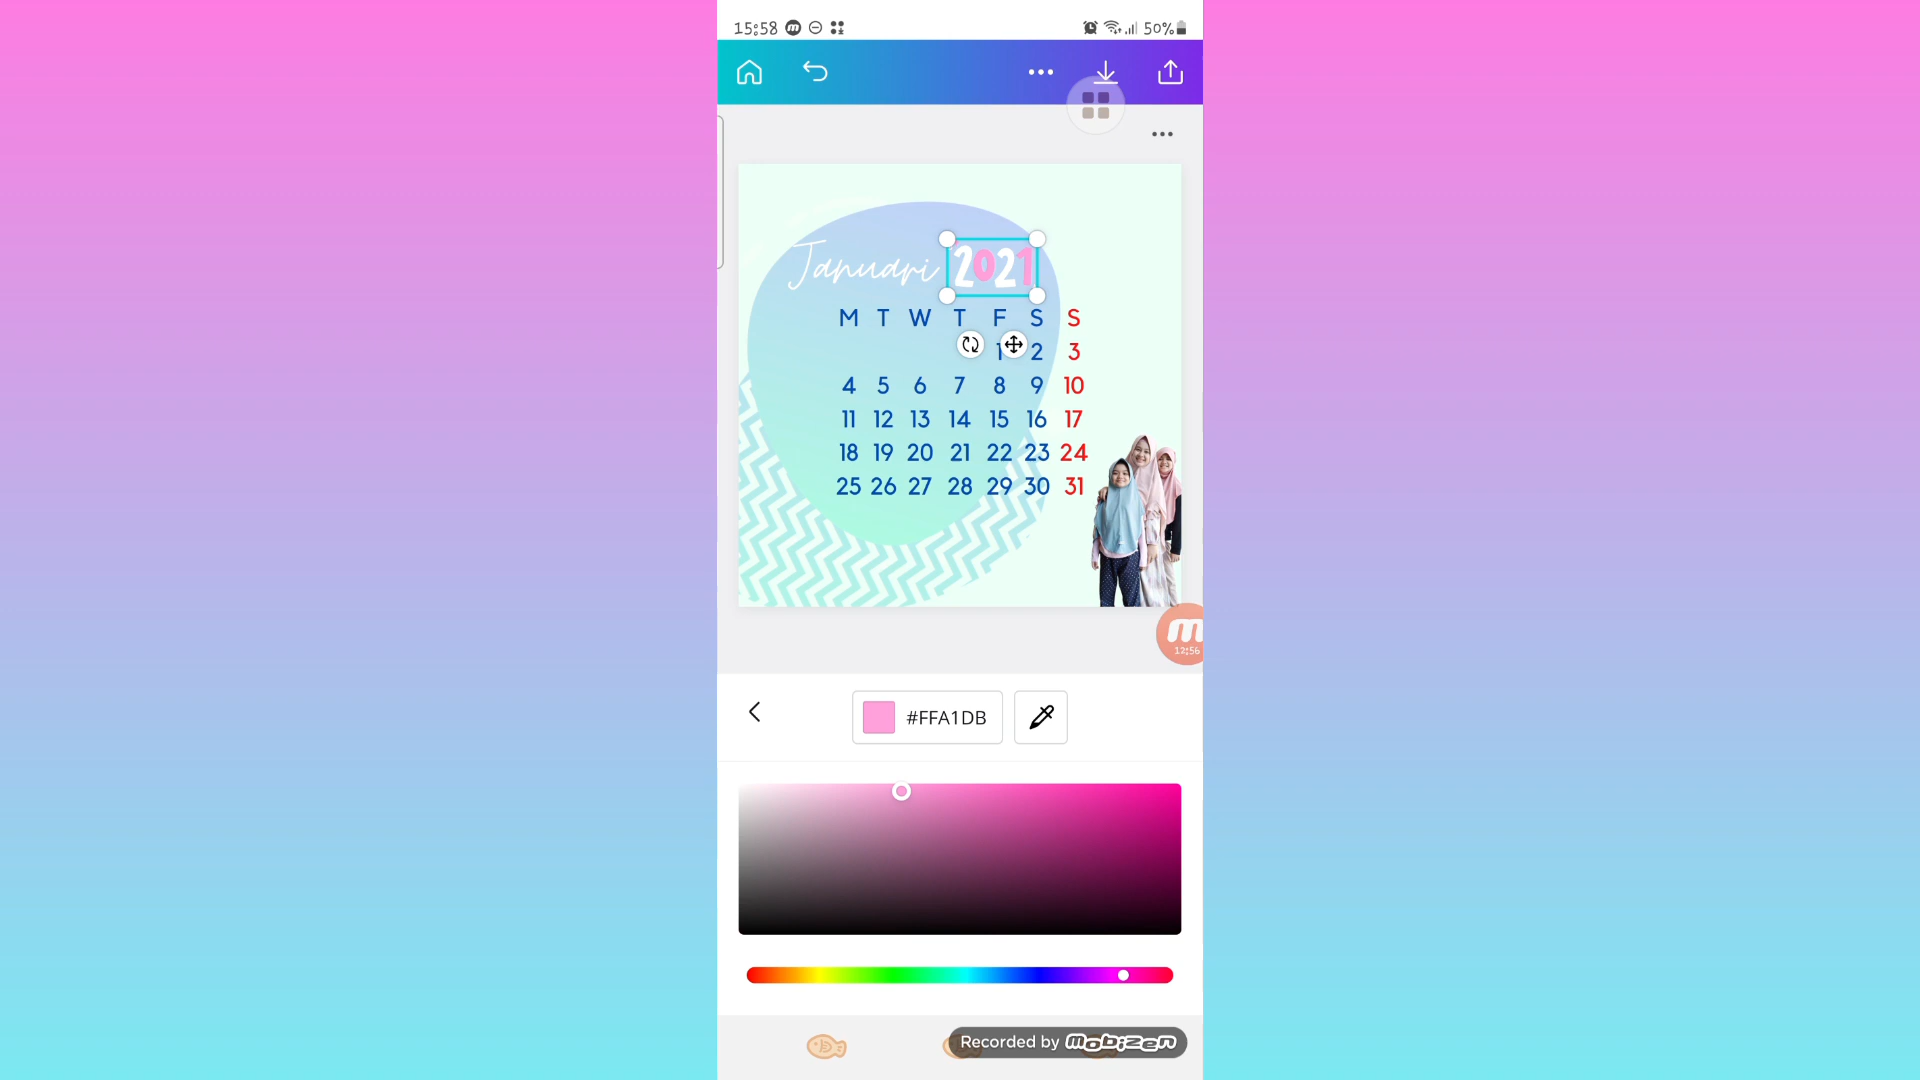 15:58 50%
Januari 2021
M T W T F S S
1 2 3
4 5 6 7 8 9 10
11 12 13 14 15 16 17
18 19 20 21 22 23 24
25 26 27 28 29 30 31
m
12:56
#FFA1DB
Recorded by mobizen